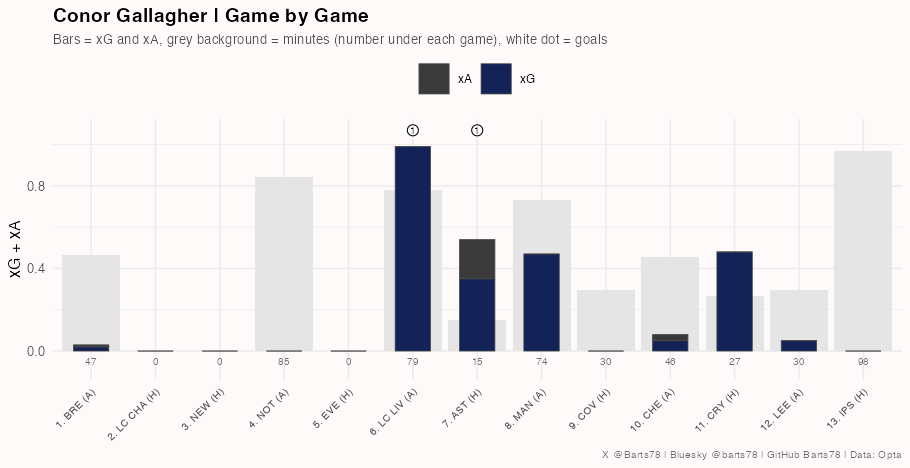 Conor Gallagher | Game by Game
Bars = xG and xA, grey background = minutes (number under each game), white dot = goals
xA xG
1 1
xG + xA
0.8
0.4
0.0
47 0 0 85 0 79 15 74 30 46 27 30 98
1. BRE (A)
2. LC CHA (H)
3. NEW (H)
4. NOT (A)
5. EVE (H)
6. LC LIV (A)
7. AST (H)
8. MAN (A)
9. COV (H)
10. CHE (A)
11. CRY (H)
12. LEE (A)
13. IPS (H)
X @Barts78 | Bluesky @barts78 | GitHub Barts78 | Data: Opta